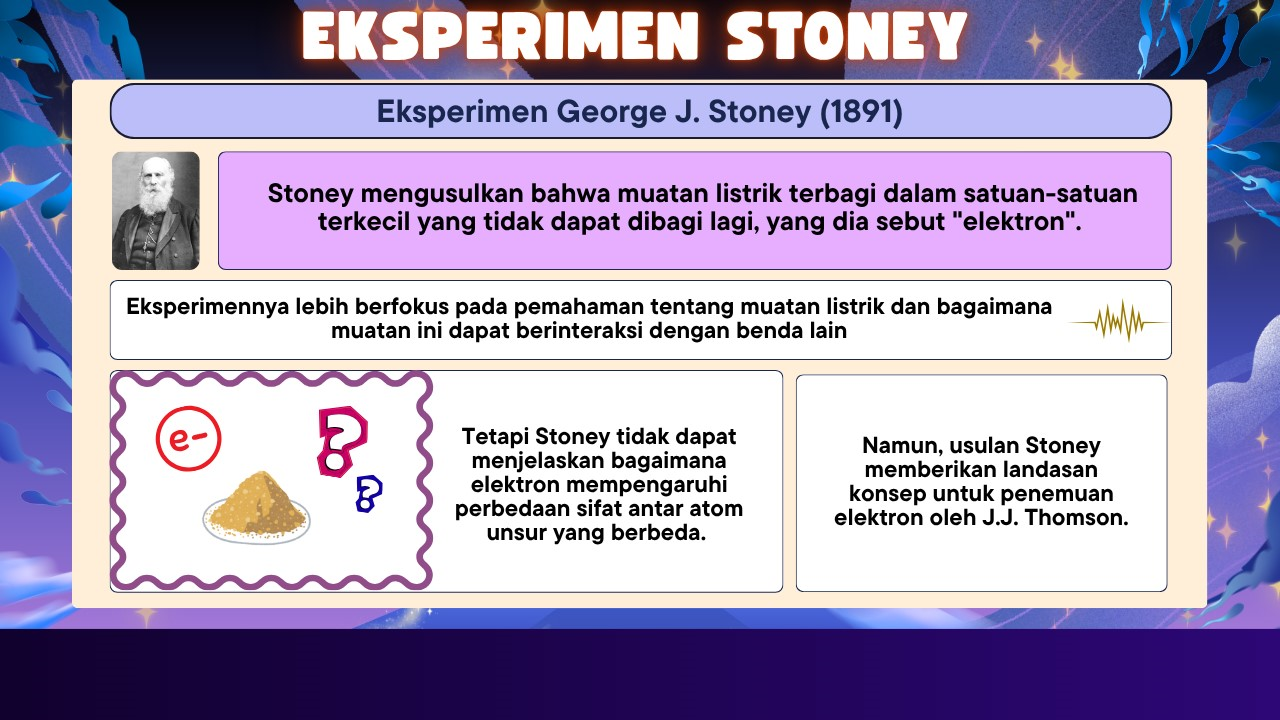 EKSPERIMEN STONEY
Eksperimen George J. Stoney (1891)
Stoney mengusulkan bahwa muatan listrik terbagi dalam satuan-satuan
terkecil yang tidak dapat dibagi lagi, yang dia sebut "elektron".
Eksperimennya lebih berfokus pada pemahaman tentang muatan listrik dan bagaimana
muatan ini dapat berinteraksi dengan benda lain
e-
?
?
Tetapi Stoney tidak dapat
menjelaskan bagaimana
elektron mempengaruhi
perbedaan sifat antar atom
unsur yang berbeda.
Namun, usulan Stoney
memberikan landasan
konsep untuk penemuan
elektron oleh J.J. Thomson.